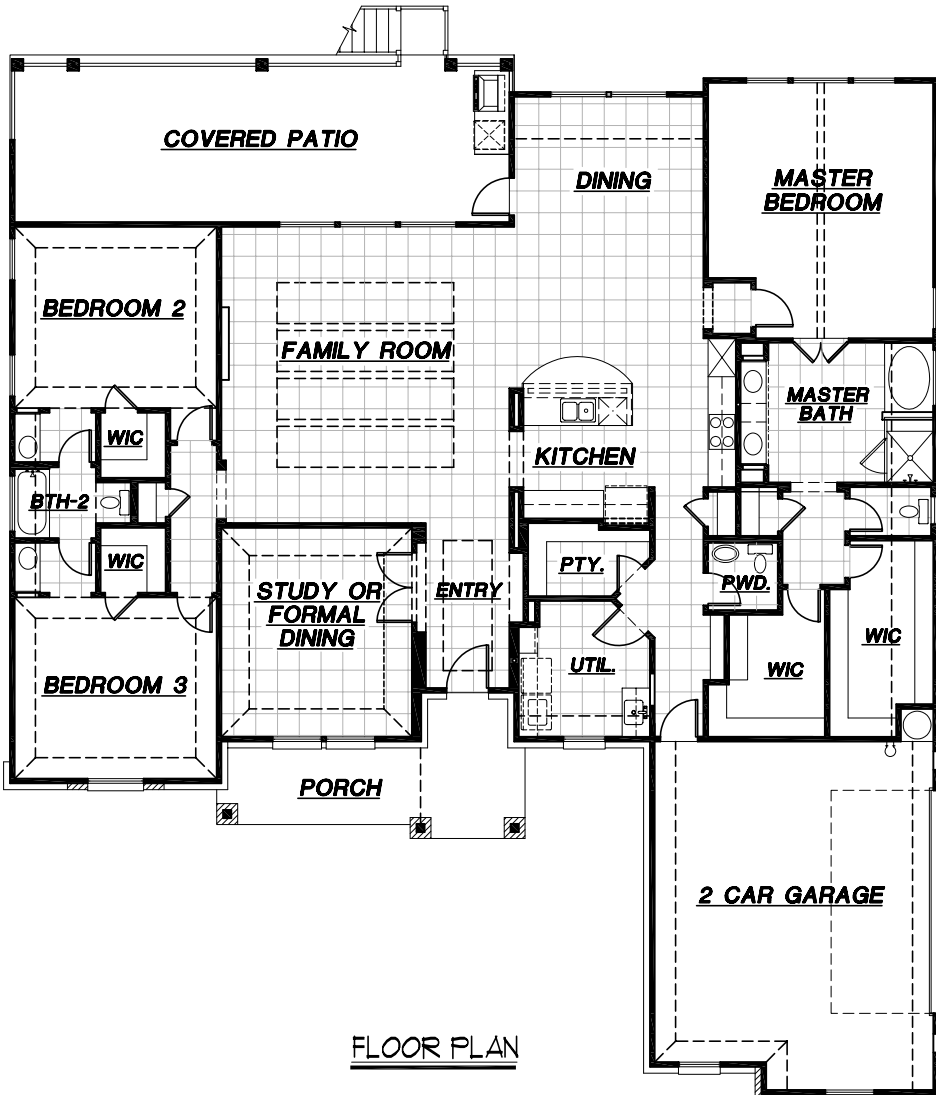 COVERED PATIO
DINING
MASTER
BEDROOM
BEDROOM 2
FAMILY ROOM
MASTER
BATH
WIC
KITCHEN
BTH-2
WIC
PTY.
PWD.
STUDY OR
FORMAL
DINING
ENTRY
UTIL.
WIC
WIC
BEDROOM 3
PORCH
2 CAR GARAGE
FLOOR PLAN